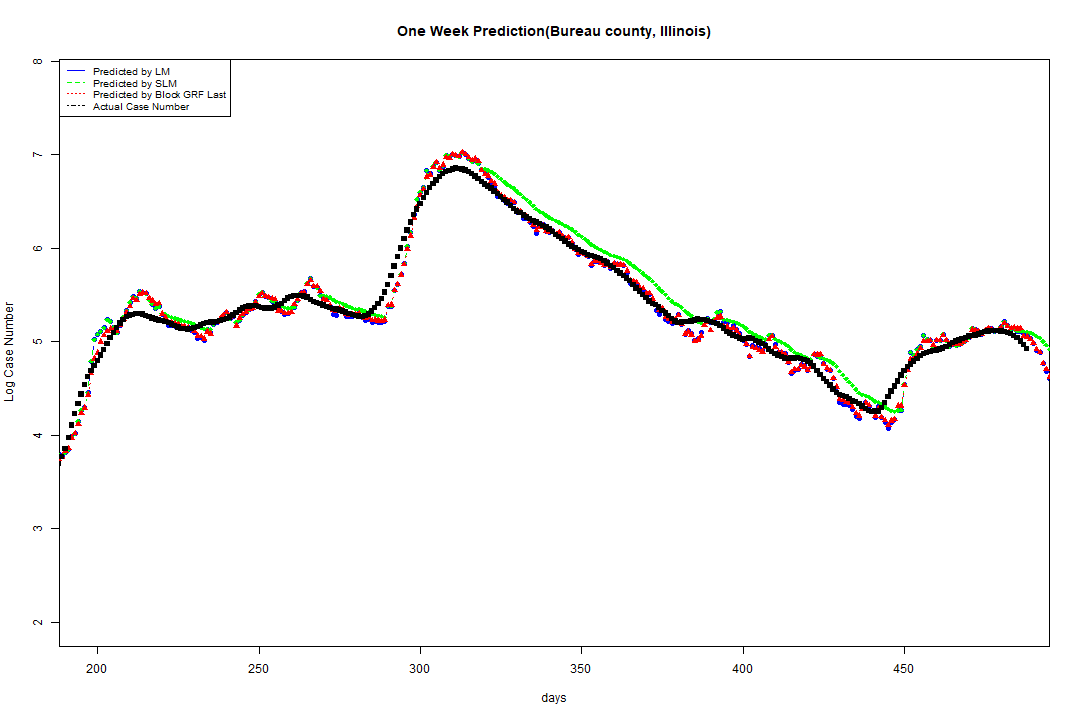 One Week Prediction(Bureau county, Illinois)
8
Predicted by LM
Predicted by SLM
Predicted by Block GRF Last
Actual Case Number
7
6
5
4
3
2
Log Case Number
200 250 300 350 400 450
days